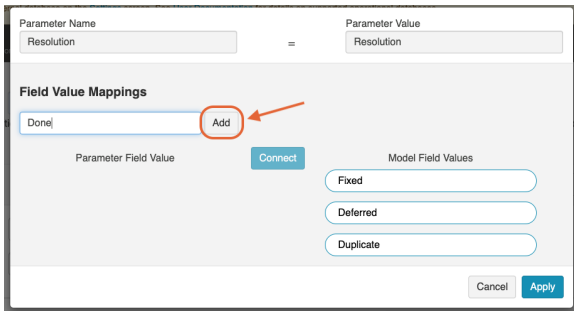 Parameter Name
Parameter Value
Resolution = Resolution
Field Value Mappings
Done Add
Parameter Field Value Connect Model Field Values
Fixed
Deferred
Duplicate
Cancel Apply